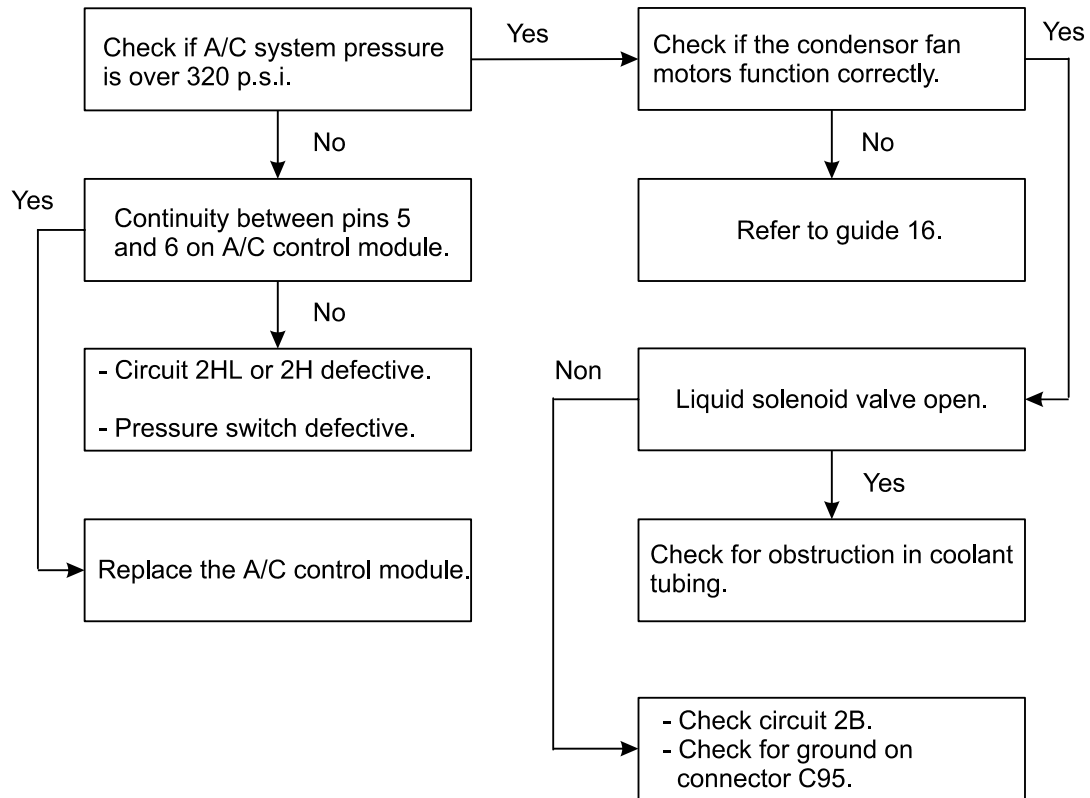 Check if A/C system pressure
is over 320 p.s.i.
Yes
Check if the condensor fan
motors function correctly.
Yes
No
No
Yes
Continuity between pins 5
and 6 on A/C control module.
Refer to guide 16.
No
- Circuit 2HL or 2H defective.
- Pressure switch defective.
Non
Liquid solenoid valve open.
Yes
Replace the A/C control module.
Check for obstruction in coolant
tubing.
- Check circuit 2B.
- Check for ground on
connector C95.